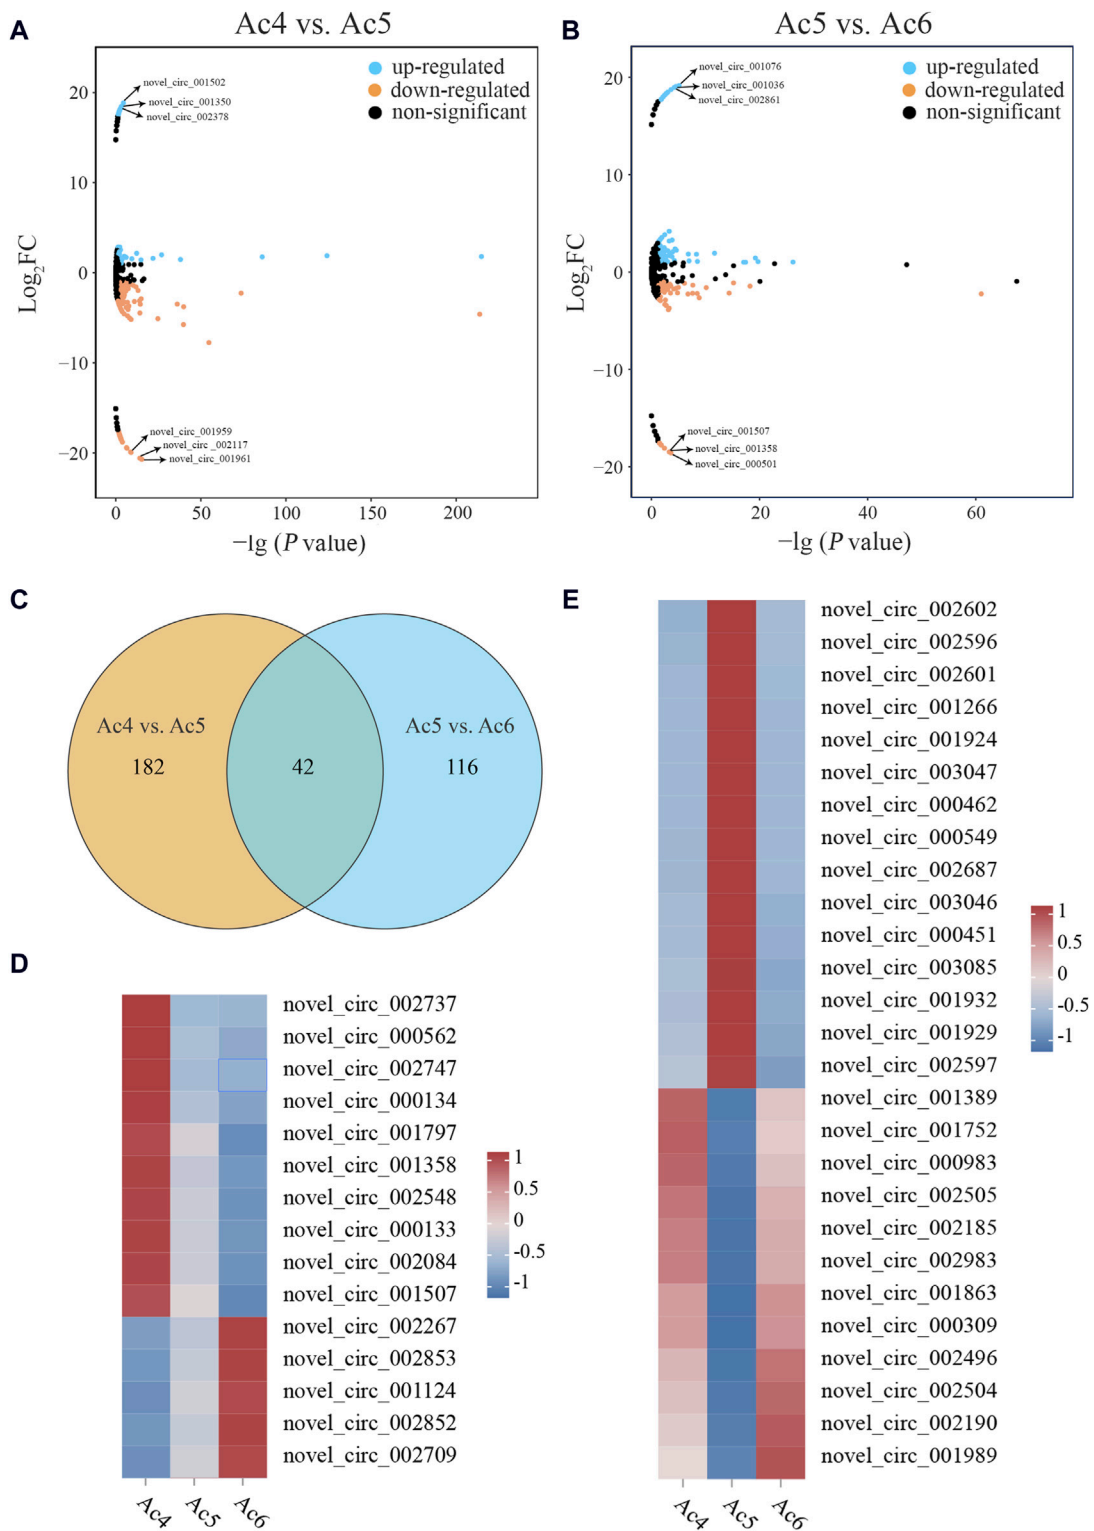 A
Ac4 vs. Ac5
up-regulated
down-regulated
non-significant
novel_circ_001502
novel_circ_001350
novel_circ_002378
novel_circ_001959
novel_circ _002117
novel_circ_001961
20
10
0
−10
−20
Log2FC
0
50
100
150
200
−lg (P value)
B
Ac5 vs. Ac6
up-regulated
down-regulated
non-significant
novel_circ_001076
novel_circ_001036
novel_circ_002861
novel_circ_001507
novel_circ_001358
novel_circ_000501
20
10
0
−10
−20
Log2FC
0
20
40
60
−lg (P value)
C
Ac4 vs. Ac5
182
42
Ac5 vs. Ac6
116
D
novel_circ_002737
novel_circ_000562
novel_circ_002747
novel_circ_000134
novel_circ_001797
novel_circ_001358
novel_circ_002548
novel_circ_000133
novel_circ_002084
novel_circ_001507
novel_circ_002267
novel_circ_002853
novel_circ_001124
novel_circ_002852
novel_circ_002709
1
0.5
0
-0.5
-1
Ac4
Ac5
Ac6
E
novel_circ_002602
novel_circ_002596
novel_circ_002601
novel_circ_001266
novel_circ_001924
novel_circ_003047
novel_circ_000462
novel_circ_000549
novel_circ_002687
novel_circ_003046
novel_circ_000451
novel_circ_003085
novel_circ_001932
novel_circ_001929
novel_circ_002597
novel_circ_001389
novel_circ_001752
novel_circ_000983
novel_circ_002505
novel_circ_002185
novel_circ_002983
novel_circ_001863
novel_circ_000309
novel_circ_002496
novel_circ_002504
novel_circ_002190
novel_circ_001989
1
0.5
0
-0.5
-1
Ac4
Ac5
Ac6